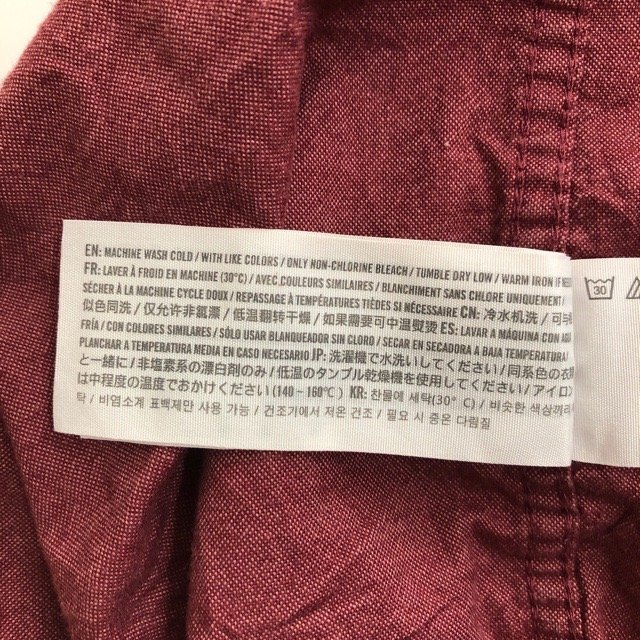 EN: MACHINE WASH COLD / WITH LIKE COLORS / ONLY NON-CHLORINE BLEACH / TUMBLE DRY LOW / WARM IRON IF
FR: LAVER À FROID EN MACHINE (30°C) / AVEC COULEURS SIMILAIRES / BLANCHIMENT SANS CHLORE UNIQUEMENT /
SÉCHER À LA MACHINE CYCLE DOUX / REPASSAGE À TEMPÉRATURES TIÈDES SI NÉCESSAIRE CN: 冷水机洗 / 可与
似色同洗 / 仅允许非氯漂 / 低温翻转干燥 / 如果需要可中温熨烫 ES: LAVAR A MÁQUINA CON AGUA
FRÍA / CON COLORES SIMILARES / SÓLO USAR BLANQUEADOR SIN CLORO / SECAR EN SECADORA A BAJA TEMPERATURA /
PLANCHAR A TEMPERATURA MEDIA EN CASO NECESARIO JP: 洗濯機で水洗いしてください / 同系色の衣
と一緒に / 非塩素系の漂白剤のみ / 低温のタンブル乾燥機を使用してください / アイロン
は中程度の温度でおかけください (140~160℃) KR: 찬물에 세탁(30° C) / 비슷한 색상끼리
탁 / 비염소계 표백제만 사용 가능 / 건조기에서 저온 건조 / 필요 시 중온 다림질
30